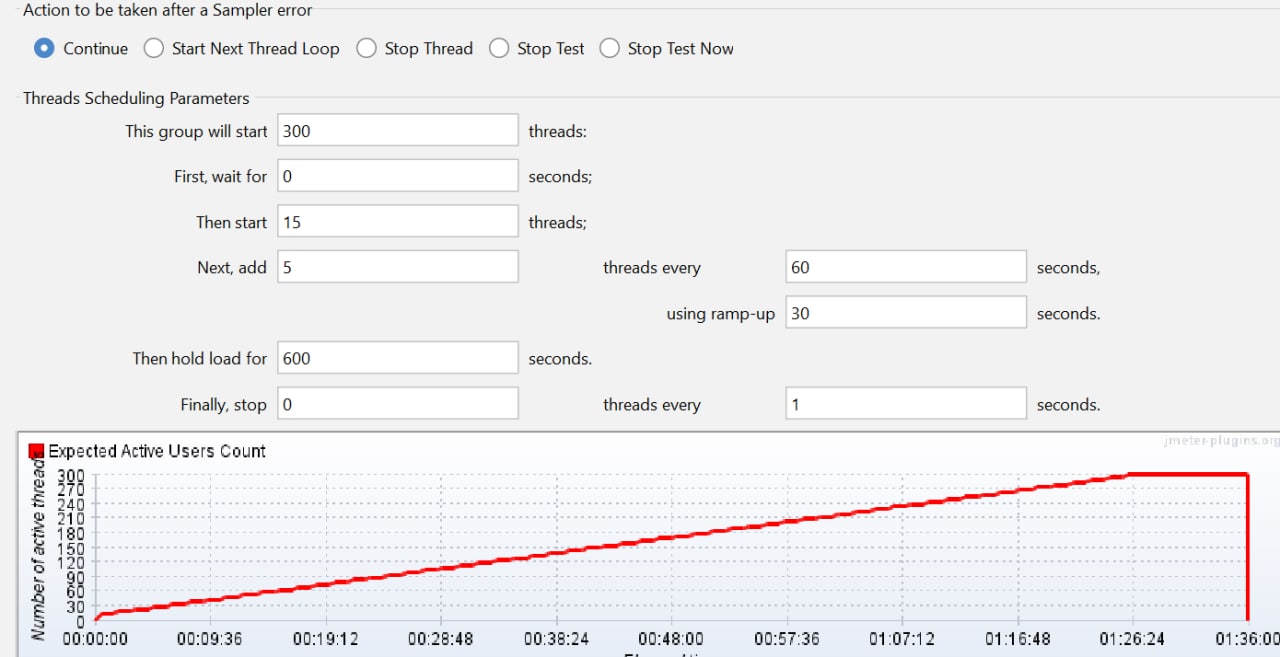 Action to be taken after a Sampler error
Continue Start Next Thread Loop Stop Thread Stop Test Stop Test Now
Threads Scheduling Parameters
This group will start 300 threads:
First, wait for 0 seconds;
Then start 15 threads;
Next, add 5 threads every 60 seconds,
using ramp-up 30 seconds.
Then hold load for 600 seconds.
Finally, stop 0 threads every 1 seconds.
jmeter-plugins.org
Expected Active Users Count
Number of active threads
300
270
240
210
180
150
120
90
60
30
0
00:00:00 00:09:36 00:19:12 00:28:48 00:38:24 00:48:00 00:57:36 01:07:12 01:16:48 01:26:24 01:36:00